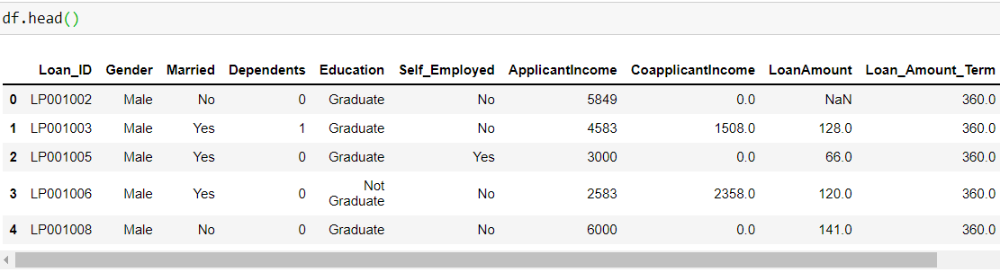 df.head()
Loan_ID Gender Married Dependents Education Self_Employed ApplicantIncome CoapplicantIncome LoanAmount Loan_Amount_Term
0 LP001002 Male No 0 Graduate No 5849 0.0 NaN 360.0
1 LP001003 Male Yes 1 Graduate No 4583 1508.0 128.0 360.0
2 LP001005 Male Yes 0 Graduate Yes 3000 0.0 66.0 360.0
3 LP001006 Male Yes 0 Not Graduate No 2583 2358.0 120.0 360.0
4 LP001008 Male No 0 Graduate No 6000 0.0 141.0 360.0